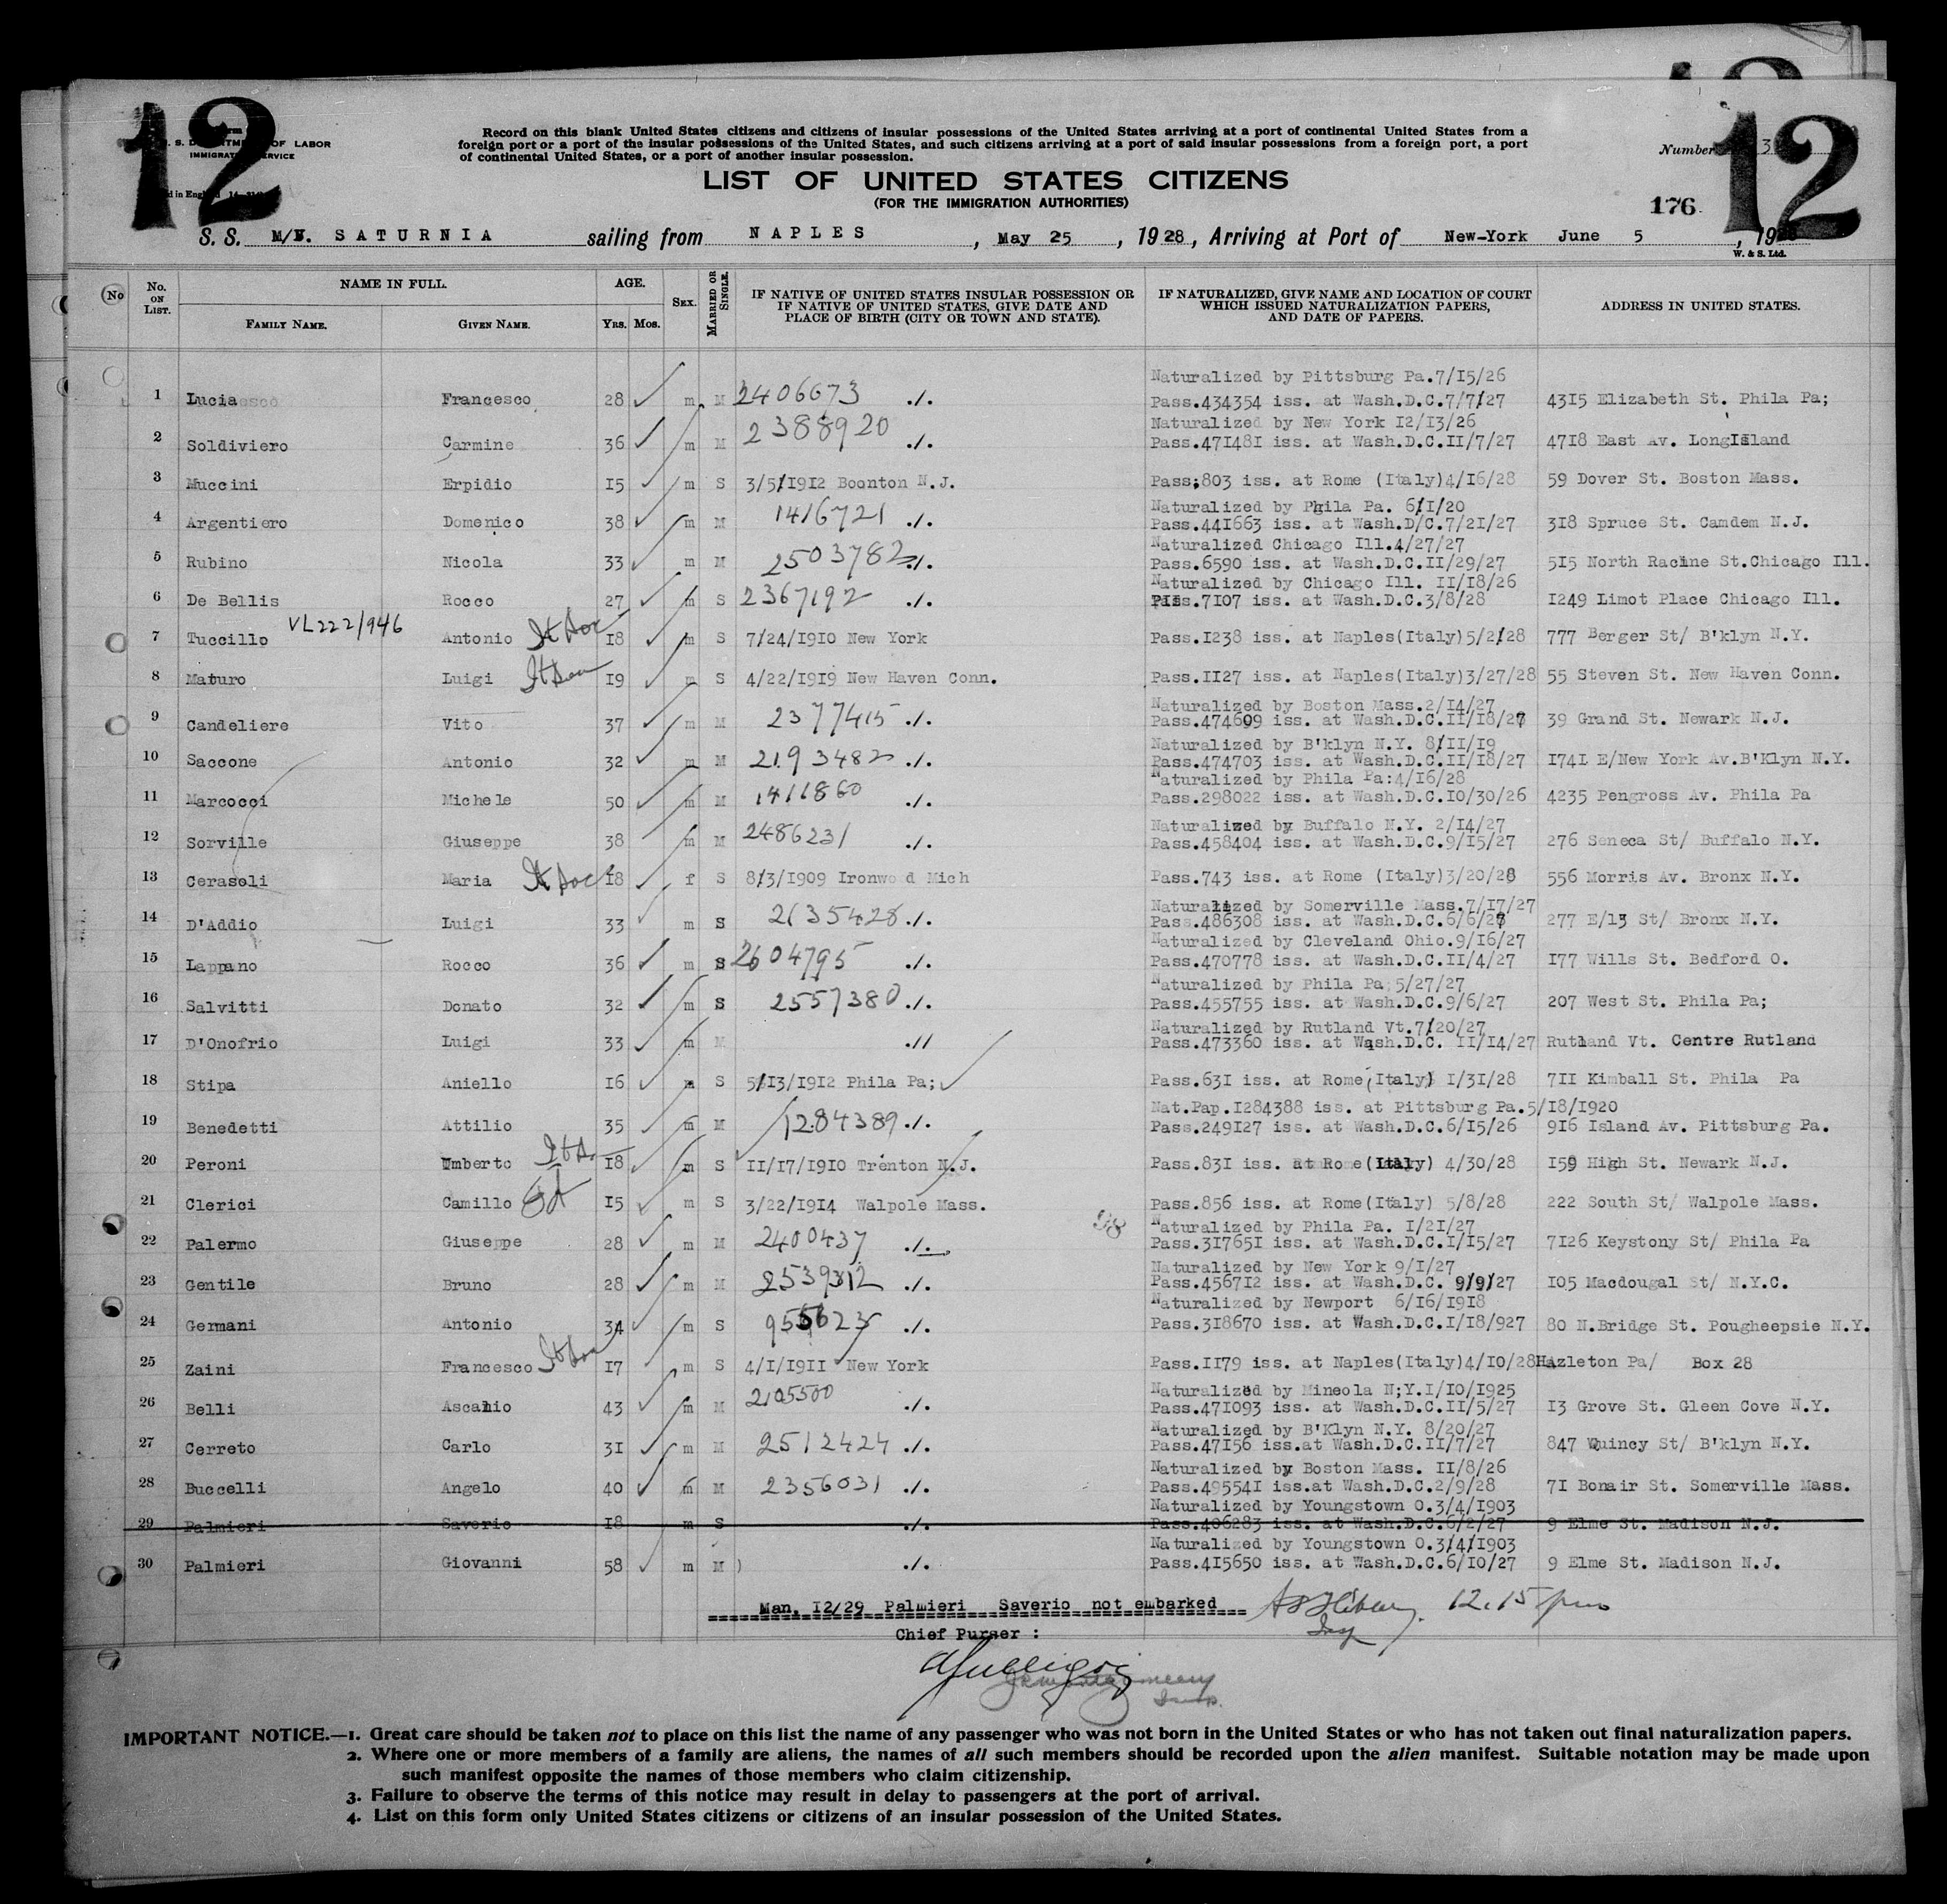 12
12
U. S. DEPARTMENT OF LABOR
IMMIGRATION SERVICE
Record on this blank United States citizens and citizens of insular possessions of the United States arriving at a port of continental United States from a
foreign port or a port of the insular possessions of the United States, and such citizens arriving at a port of said insular possessions from a foreign port, a port
of continental United States, or a port of another insular possession.
Number
LIST OF UNITED STATES CITIZENS
(FOR THE IMMIGRATION AUTHORITIES)
176
S. S. M/N. SATURNIA sailing from NAPLES, May 25, 1928, Arriving at Port of New-York June 5, 19
W. & S. Ltd.
No
No. ON LIST. NAME IN FULL. AGE. SEX. MARRIED OR SINGLE. IF NATIVE OF UNITED STATES INSULAR POSSESSION OR IF NATIVE OF UNITED STATES, GIVE DATE AND PLACE OF BIRTH (CITY OR TOWN AND STATE). IF NATURALIZED, GIVE NAME AND LOCATION OF COURT WHICH ISSUED NATURALIZATION PAPERS, AND DATE OF PAPERS. ADDRESS IN UNITED STATES.
FAMILY NAME. GIVEN NAME. YRS. MOS.
Naturalized by Pittsburg Pa.7/15/26
1 Lucia Francesco 28 m M 2406673 ./. Pass.434354 iss. at Wash.D.C.7/7/27 4315 Elizabeth St. Phila Pa;
Naturalized by New York 12/13/26
2 Soldiviero Carmine 36 m M 2388920 ./. Pass.471481 iss. at Wash.D.C.11/7/27 4718 East Av. LongIsland
3 Muccini Erpidio 15 m S 3/5/1912 Boonton N.J. Pass;803 iss. at Rome (Italy)4/16/28 59 Dover St. Boston Mass.
Naturalized by Phila Pa. 6/1/20
4 Argentiero Domenico 38 m M 1416721 ./. Pass.441663 iss. at Wash.D/C.7/21/27 318 Spruce St. Camdem N.J.
Naturalized Chicago Ill.4/27/27
5 Rubino Nicola 33 m M 2503782 ./. Pass.6590 iss. at Wash.D.C.11/29/27 515 North Racine St.Chicago Ill.
Naturalized by Chicago Ill. 11/18/26
6 De Bellis Rocco 27 m S 2367192 ./. Pass.7107 iss. at Wash.D.C.3/8/28 1249 Limot Place Chicago Ill.
VL222/946
7 Tuccillo Antonio 18 m S 7/24/1910 New York Pass.1238 iss. at Naples(Italy)5/2/28 777 Berger St/ B'klyn N.Y.
8 Maturo Luigi 19 m S 4/22/1919 New Haven Conn. Pass.1127 iss. at Naples(Italy)3/27/28 55 Steven St. New Haven Conn.
Naturalized by Boston Mass.2/14/27
9 Candeliere Vito 37 m M 2377415 ./. Pass.474609 iss. at Wash.D.C.11/18/27 39 Grand St. Newark N.J.
Naturalized by B'klyn N.Y. 8/11/19
10 Saccone Antonio 32 m M 2193482 ./. Pass.474703 iss. at Wash.D.C.11/18/27 1741 E/New York Av.B'Klyn N.Y.
Naturalized by Phila Pa:4/16/28
11 Marcocci Michele 50 m M 1411860 ./. Pass.298022 iss. at Wash.D.C.10/30/26 4235 Pengross Av. Phila Pa
Naturalized by Buffalo N.Y. 2/14/27
12 Sorville Giuseppe 38 m M 2486231 ./. Pass.458404 iss. at Wash.D.C.9/15/27 276 Seneca St/ Buffalo N.Y.
13 Cerasoli Maria 18 f S 8/3/1909 Ironwood Mich Pass.743 iss. at Rome (Italy)3/20/28 556 Morris Av. Bronx N.Y.
Naturalized by Somerville Mass.7/17/27
14 D'Addio Luigi 33 m S 2135428 ./. Pass.486308 iss. at Wash.D.C.6/6/27 277 E/13 St/ Bronx N.Y.
Naturalized by Cleveland Ohio.9/16/27
15 Lappano Rocco 36 m S 2604795 ./. Pass.470778 iss. at Wash.D.C.11/4/27 177 Wills St. Bedford O.
Naturalized by Phila Pa 5/27/27
16 Salvitti Donato 32 m S 2557380 ./. Pass.455755 iss. at Wash.D.C.9/6/27 207 West St. Phila Pa;
Naturalized by Rutland Vt.7/20/27
17 D'Onofrio Luigi 33 m M .// Pass.473360 iss. at Wash.D.C. 11/14/27 Rutland Vt. Centre Rutland
18 Stipa Aniello 16 m S 5/13/1912 Phila Pa; Pass.631 iss. at Rome(Italy) 1/31/28 711 Kimball St. Phila Pa
Nat.Pap.1284388 iss. at Pittsburg Pa.5/18/1920
19 Benedetti Attilio 35 m M 1284389 ./. Pass.249127 iss. at Wash.D.C.6/15/26 916 Island Av. Pittsburg Pa.
20 Peroni Umberto 18 m S 11/17/1910 Trenton N.J. Pass.831 iss. at Rome(Italy) 4/30/28 159 High St. Newark N.J.
21 Clerici Camillo 15 m S 3/22/1914 Walpole Mass. Pass.856 iss. at Rome(Italy) 5/8/28 222 South St/ Walpole Mass.
98
Naturalized by Phila Pa. 1/21/27
22 Palermo Giuseppe 28 m M 2400437 ./. Pass.317651 iss. at Wash.D.C.1/15/27 7126 Keystony St/ Phila Pa
Naturalized by New York 9/1/27
23 Gentile Bruno 28 m M 2539312 ./. Pass.456712 iss. at Wash.D.C. 9/9/27 105 Macdougal St/ N.Y.C.
Naturalized by Newport 6/16/1918
24 Germani Antonio 34 m S ./. Pass.318670 iss. at Wash.D.C.1/18/927 80 N.Bridge St. Pougheepsie N.Y.
25 Zaini Francesco 17 m S 4/1/1911 New York Pass.1179 iss. at Naples(Italy)4/10/28 Hazleton Pa/ Box 28
Naturalized by Mineola N;Y.1/10/1925
26 Belli Ascanio 43 m M 2105500 ./. Pass.471093 iss. at Wash.D.C.11/5/27 13 Grove St. Gleen Cove N.Y.
Naturalized by B'Klyn N.Y. 8/20/27
27 Cerreto Carlo 31 m M 2512424 ./. Pass.47156 iss.at Wash.D.C.11/7/27 847 Quincy St/ B'klyn N.Y.
Naturalized by Boston Mass. 11/8/26
28 Buccelli Angelo 40 m M 2356031 ./. Pass.495541 iss.at Wash.D.C.2/9/28 71 Bonair St. Somerville Mass.
Naturalized by Youngstown O.3/4/1903
29 Palmieri Saverio 18 m S ./. Pass.406283 iss. at Wash.D.C.6/2/27 9 Elme St. Madison N.J.
Naturalized by Youngstown O.3/4/1903
30 Palmieri Giovanni 58 m M ./. Pass.415650 iss. at Wash.D.C.6/10/27 9 Elme St. Madison N.J.
Man. 12/29 Palmieri Saverio not embarked
12.15 pm
Chief Purser :
IMPORTANT NOTICE.—1. Great care should be taken not to place on this list the name of any passenger who was not born in the United States or who has not taken out final naturalization papers.
2. Where one or more members of a family are aliens, the names of all such members should be recorded upon the alien manifest. Suitable notation may be made upon
such manifest opposite the names of those members who claim citizenship.
3. Failure to observe the terms of this notice may result in delay to passengers at the port of arrival.
4. List on this form only United States citizens or citizens of an insular possession of the United States.